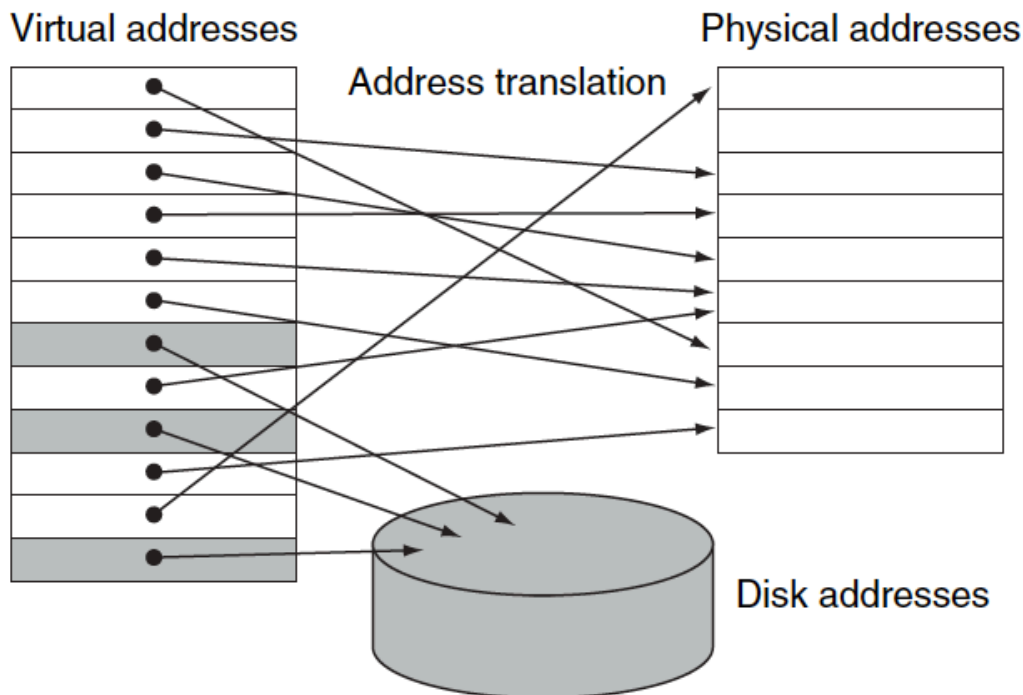 Virtual addresses
Physical addresses
Address translation
Disk addresses